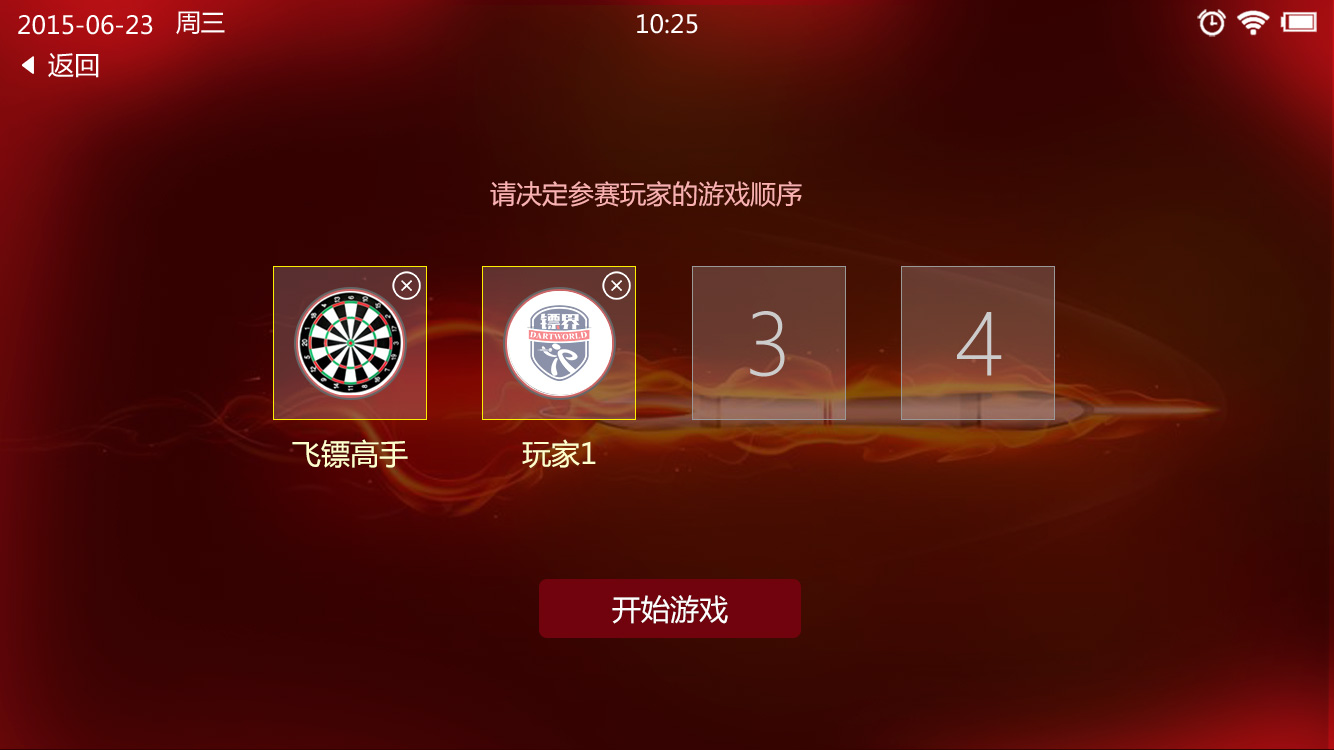 2015-06-23 周三
10:25
返回
请决定参赛玩家的游戏顺序
镖界
DARTWORLD
3
4
飞镖高手
玩家1
开始游戏